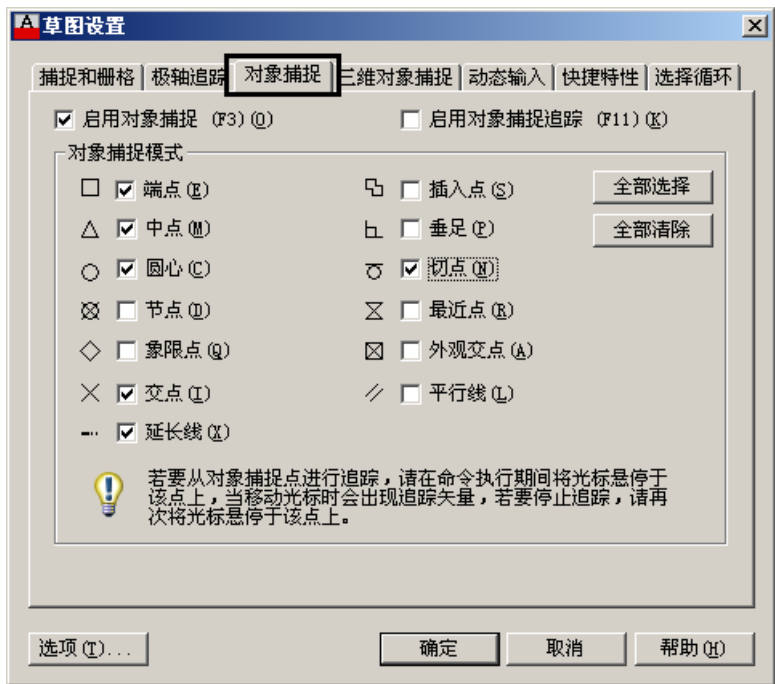 草图设置
捕捉和栅格 极轴追踪 对象捕捉 三维对象捕捉 动态输入 快捷特性 选择循环
启用对象捕捉 (F3)(O) 启用对象捕捉追踪 (F11)(K)
对象捕捉模式
端点(E) 插入点(S) 全部选择
中点(M) 垂足(P) 全部清除
圆心(C) 切点(N)
节点(D) 最近点(R)
象限点(Q) 外观交点(A)
交点(I) 平行线(L)
延长线(X)
若要从对象捕捉点进行追踪，请在命令执行期间将光标悬停于
该点上，当移动光标时会出现追踪矢量，若要停止追踪，请再
次将光标悬停于该点上。
选项(T)... 确定 取消 帮助(H)